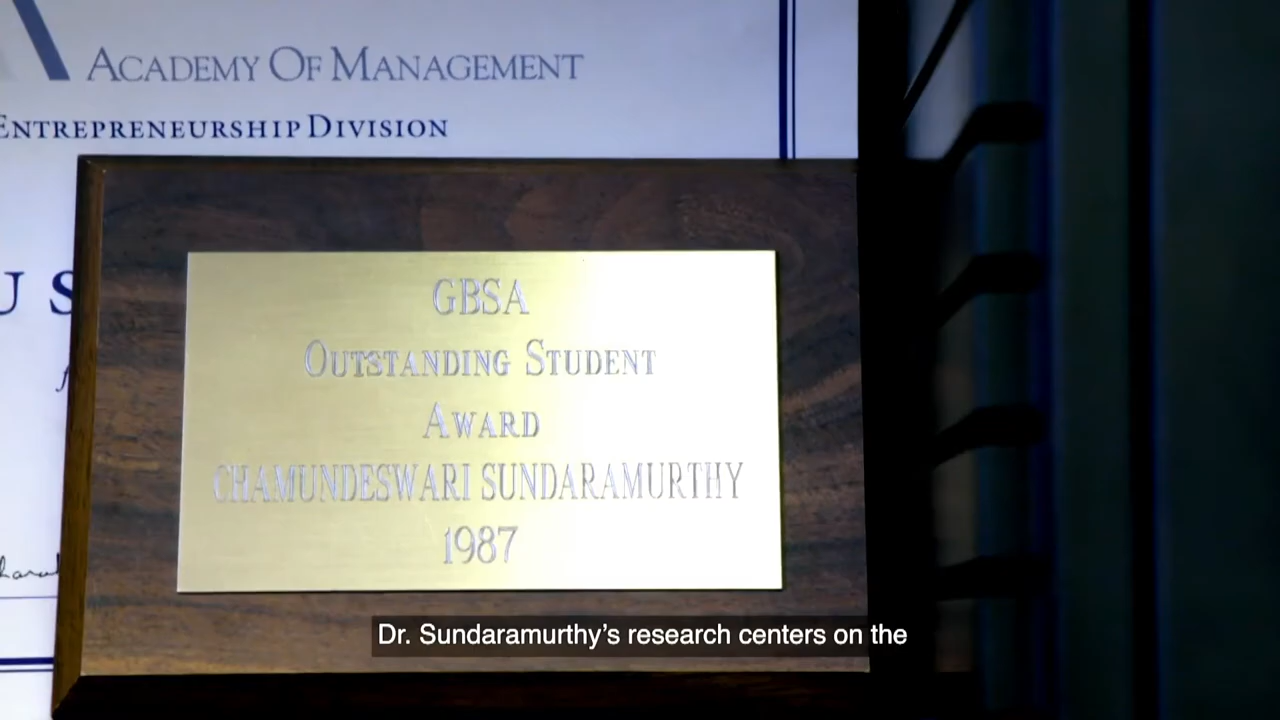 ACADEMY OF MANAGEMENT
ENTREPRENEURSHIP DIVISION
U S
GBSA
OUTSTANDING STUDENT
AWARD
CHAMUNDESWARI SUNDARAMURTHY
1987
Dr. Sundaramurthy's research centers on the